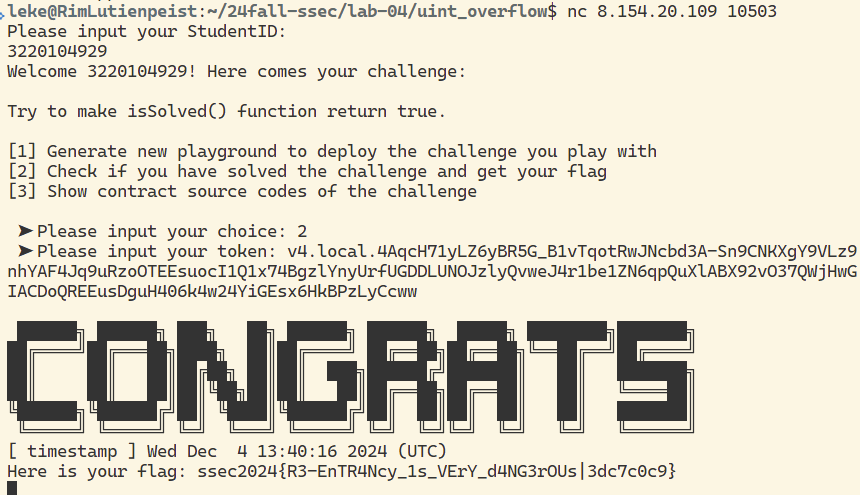 leke@RimLutienpeist:~/24fall-ssec/lab-04/uint_overflow$ nc 8.154.20.109 10503
Please input your StudentID:
3220104929
Welcome 3220104929! Here comes your challenge:
Try to make isSolved() function return true.
[1] Generate new playground to deploy the challenge you play with
[2] Check if you have solved the challenge and get your flag
[3] Show contract source codes of the challenge
➤Please input your choice: 2
➤Please input your token: v4.local.4AqcH71yLZ6yBR5G_B1vTqotRwJNcbd3A-Sn9CNKXgY9VLz9
nhYAF4Jq9uRzoOTEEsuocI1Q1x74BgzlYnyUrfUGDDLUNOJzlyQvweJ4r1be1ZN6qpQuXlABX92vO37QWjHwG
IACDoQREEusDguH406k4w24YiGEsx6HkBPzLyCcww
CONGRATS
[ timestamp ] Wed Dec  4 13:40:16 2024 (UTC)
Here is your flag: ssec2024{R3-EnTR4Ncy_1s_VErY_d4NG3rOUs|3dc7c0c9}